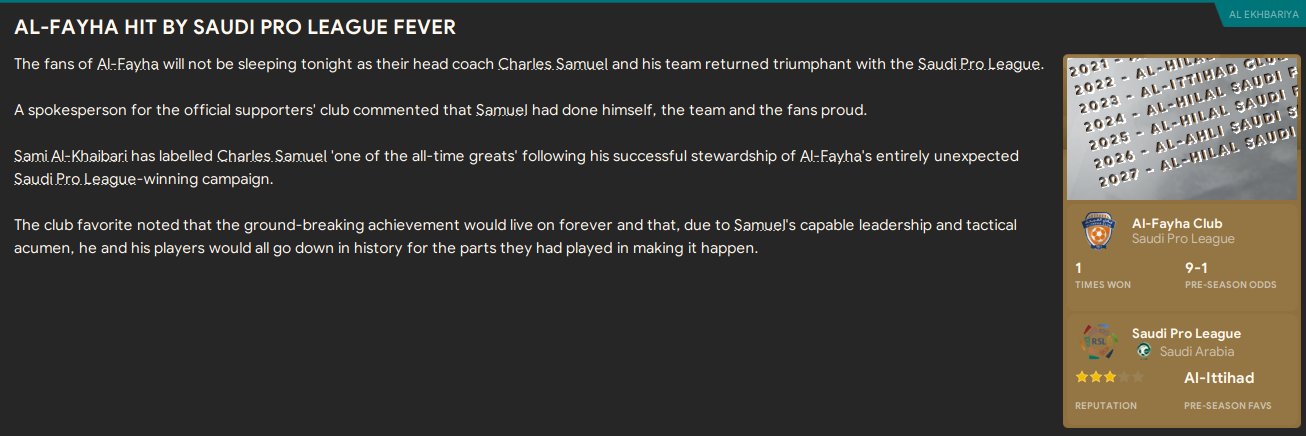 AL EKHBARIYA
AL-FAYHA HIT BY SAUDI PRO LEAGUE FEVER
The fans of Al-Fayha will not be sleeping tonight as their head coach Charles Samuel and his team returned triumphant with the Saudi Pro League.
A spokesperson for the official supporters' club commented that Samuel had done himself, the team and the fans proud.
Sami Al-Khaibari has labelled Charles Samuel 'one of the all-time greats' following his successful stewardship of Al-Fayha's entirely unexpected
Saudi Pro League-winning campaign.
The club favorite noted that the ground-breaking achievement would live on forever and that, due to Samuel's capable leadership and tactical
acumen, he and his players would all go down in history for the parts they had played in making it happen.
2021 -
2022 - AL-HILAL
2023 - AL-ITTIHAD CLUB
2024 - AL-HILAL SAUDI F
2025 - AL-HILAL SAUDI F
2026 - AL-AHLI SAUDI
2027 - AL-HILAL SAUDI
Al-Fayha Club
Saudi Pro League
1
9-1
TIMES WON
PRE-SEASON ODDS
RSL
Saudi Pro League
Saudi Arabia
Al-Ittihad
REPUTATION
PRE-SEASON FAVS